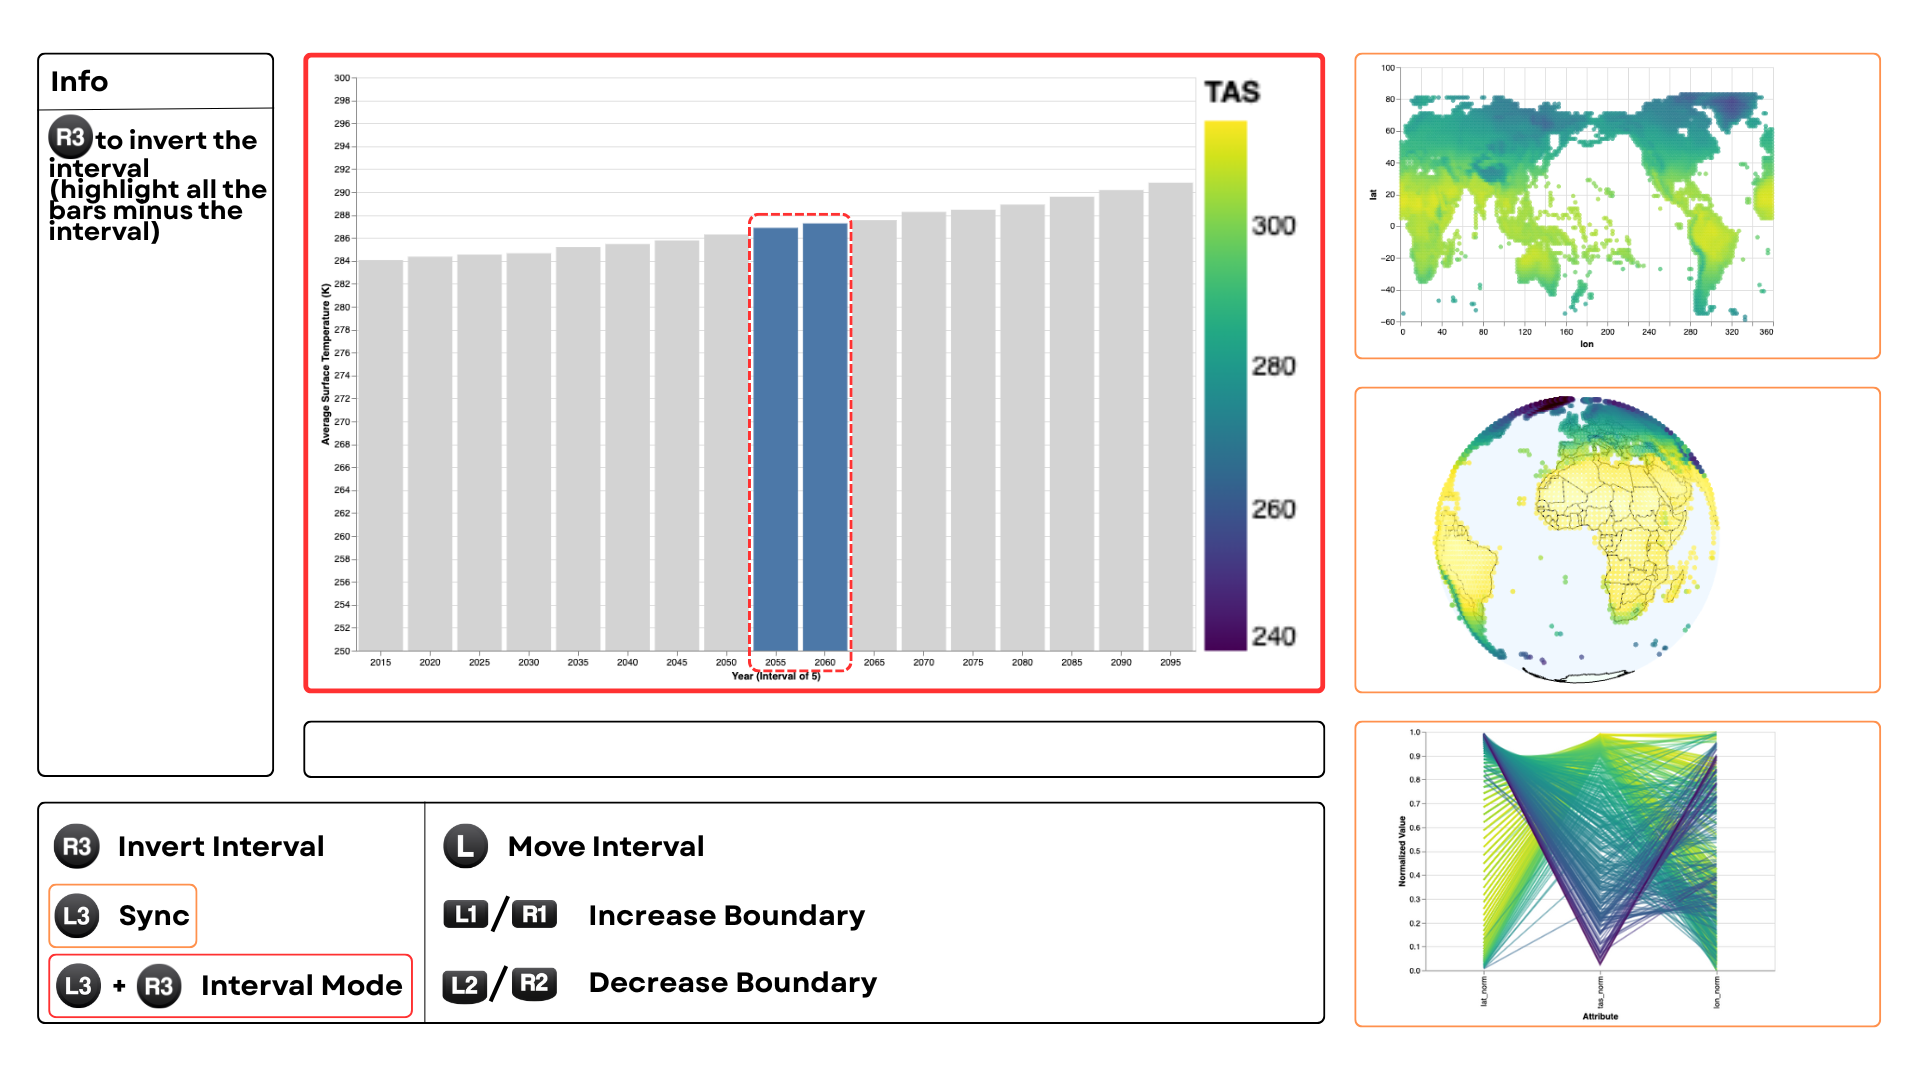 Info
R3 to invert the
interval
(highlight all the
bars minus the
interval)
300
298
296
294
292
290
288
286
284
282
280
278
276
274
272
270
268
266
264
262
260
258
256
254
252
250
Average Surface Temperature (K)
2015 2020 2025 2030 2035 2040 2045 2050 2055 2060 2065 2070 2075 2080 2085 2090 2095
Year (Interval of 5)
TAS
300
280
260
240
100
80
60
40
20
0
−20
−40
−60
lat
0 40 80 120 160 200 240 280 320 360
lon
1.0
0.9
0.8
0.7
0.6
0.5
0.4
0.3
0.2
0.1
0.0
Normalized Value
lat_norm
tas_norm
lon_norm
Attribute
R3 Invert Interval
L3 Sync
L3 + R3 Interval Mode
L Move Interval
L1 / R1 Increase Boundary
L2 / R2 Decrease Boundary